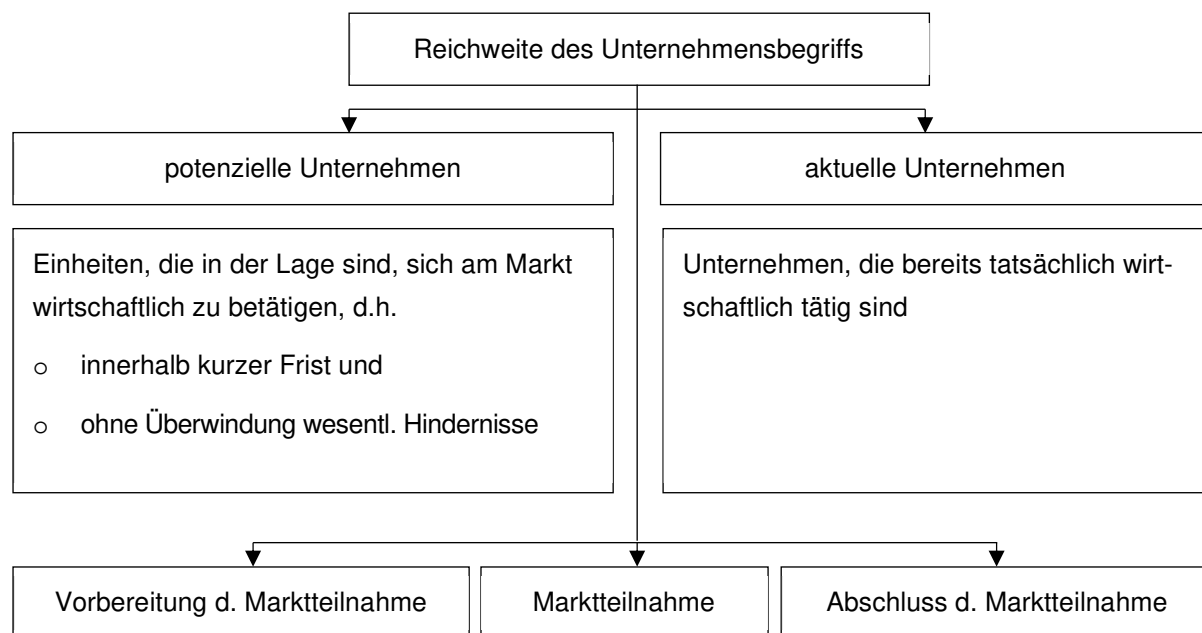 Reichweite des Unternehmensbegriffs
potenzielle Unternehmen
aktuelle Unternehmen
Einheiten, die in der Lage sind, sich am Markt
wirtschaftlich zu betätigen, d.h.
o innerhalb kurzer Frist und
o ohne Überwindung wesentl. Hindernisse
Unternehmen, die bereits tatsächlich wirt-
schaftlich tätig sind
Vorbereitung d. Marktteilnahme
Marktteilnahme
Abschluss d. Marktteilnahme